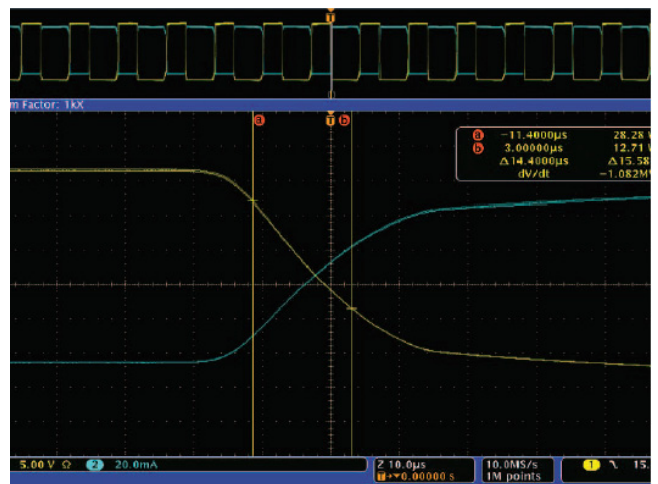 T
m Factor: 1kX
a T b
a −11.4000µs 28.28
b 3.00000µs 12.71
Δ14.4000µs Δ15.58
dV/dt −1.082M
5.00 V Ω 2 20.0mA
Z 10.0µs
T→▾0.00000 s
10.0MS/s
1M points
1 15.